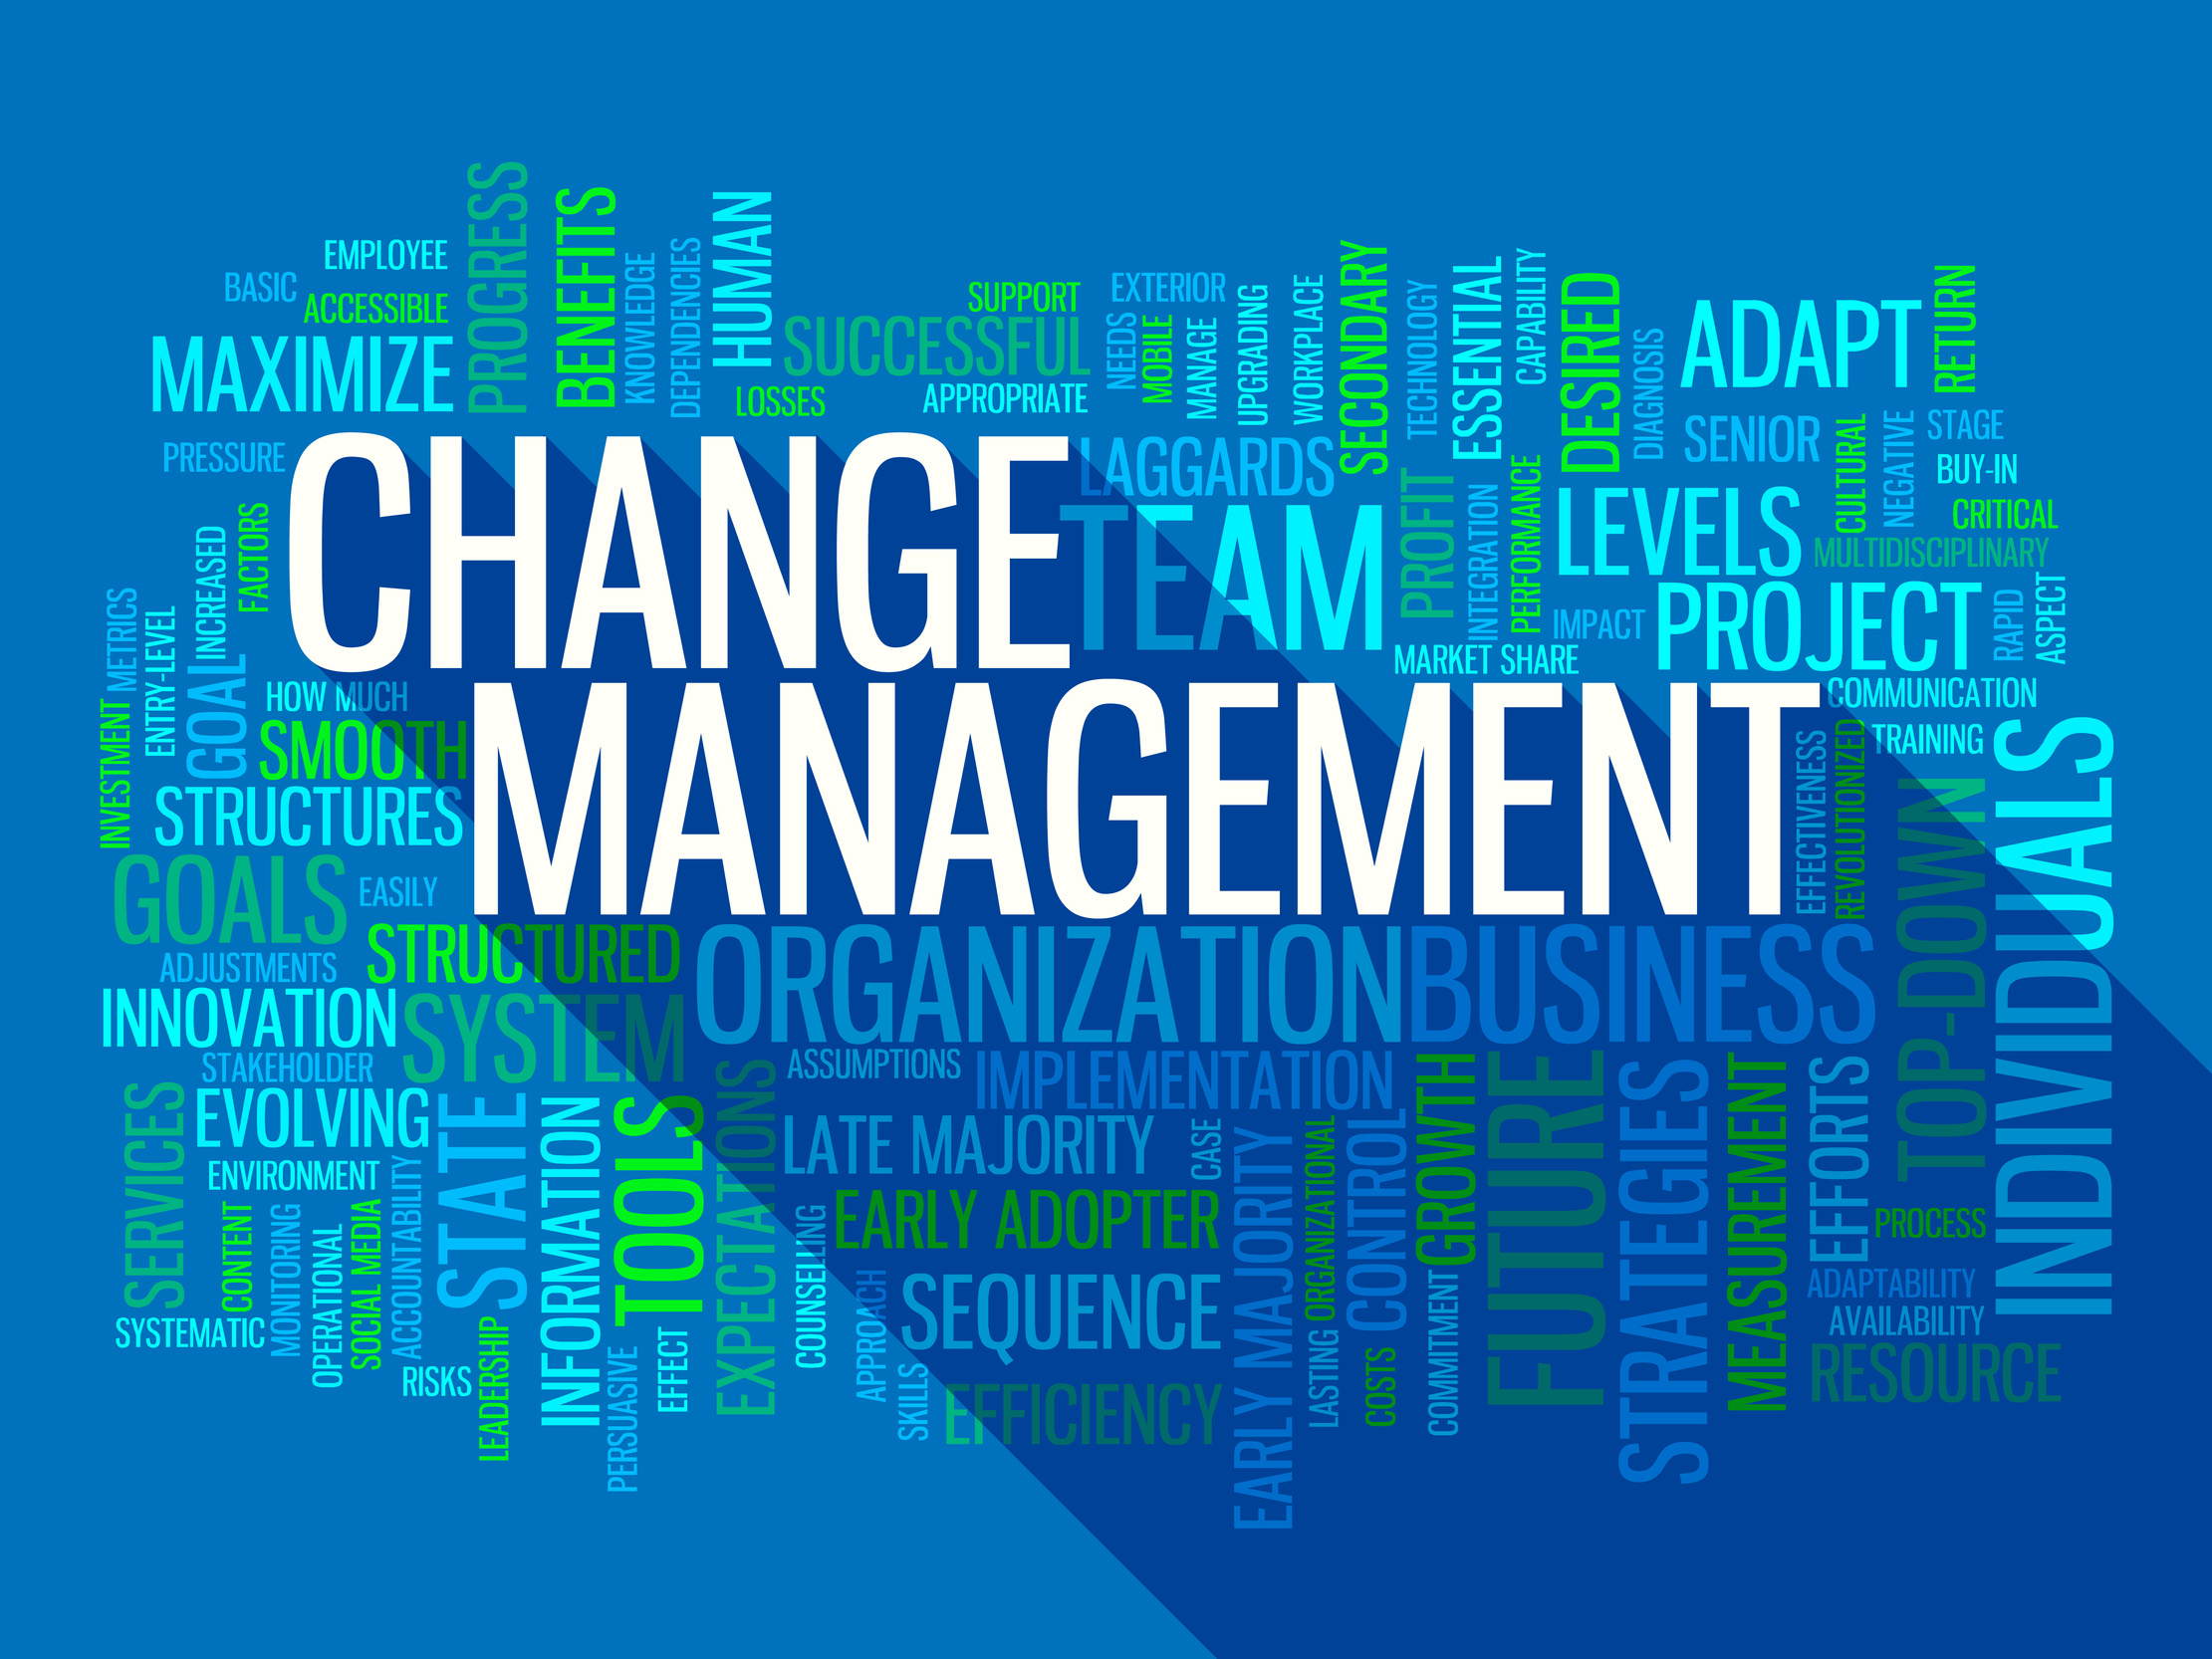 PROGRESS
BENEFITS
HUMAN
EMPLOYEE
BASIC
ACCESSIBLE
MAXIMIZE
KNOWLEDGE
DEPENDENCIES
SUPPORT
SUCCESSFUL
LOSSES
APPROPRIATE
EXTERIOR
NEEDS
MOBILE
MANAGE
UPGRADING
WORKPLACE
SECONDARY
TECHNOLOGY
ESSENTIAL
CAPABILITY
DESIRED
DIAGNOSIS
ADAPT
RETURN
SENIOR
CULTURAL
NEGATIVE
STAGE
BUY-IN
CRITICAL
MULTIDISCIPLINARY
PRESSURE
CHANGE
LAGGARDS
TEAM
PROFIT
INTEGRATION
PERFORMANCE
LEVELS
IMPACT
PROJECT
RAPID
ASPECT
MARKET SHARE
COMMUNICATION
METRICS
ENTRY-LEVEL
INCREASED
FACTORS
GOAL
HOW MUCH
SMOOTH
INVESTMENT
STRUCTURES
MANAGEMENT
EFFECTIVENESS
REVOLUTIONIZED
TRAINING
TOP-DOWN
INDIVIDUALS
GOALS
EASILY
ADJUSTMENTS
STRUCTURED
ORGANIZATION
BUSINESS
INNOVATION
SYSTEM
STAKEHOLDER
EVOLVING
SERVICES
ENVIRONMENT
CONTENT
MONITORING
OPERATIONAL
SOCIAL MEDIA
ACCOUNTABILITY
STATE
SYSTEMATIC
RISKS
LEADERSHIP
INFORMATION
TOOLS
PERSUASIVE
EFFECT
EXPECTATIONS
ASSUMPTIONS
IMPLEMENTATION
LATE MAJORITY
CASE
EARLY ADOPTER
COUNSELLING
APPROACH
SEQUENCE
SKILLS
EFFICIENCY
EARLY MAJORITY
ORGANIZATIONAL
LASTING
CONTROL
COSTS
GROWTH
COMMITMENT
FUTURE
STRATEGIES
MEASUREMENT
EFFORTS
PROCESS
ADAPTABILITY
AVAILABILITY
RESOURCE